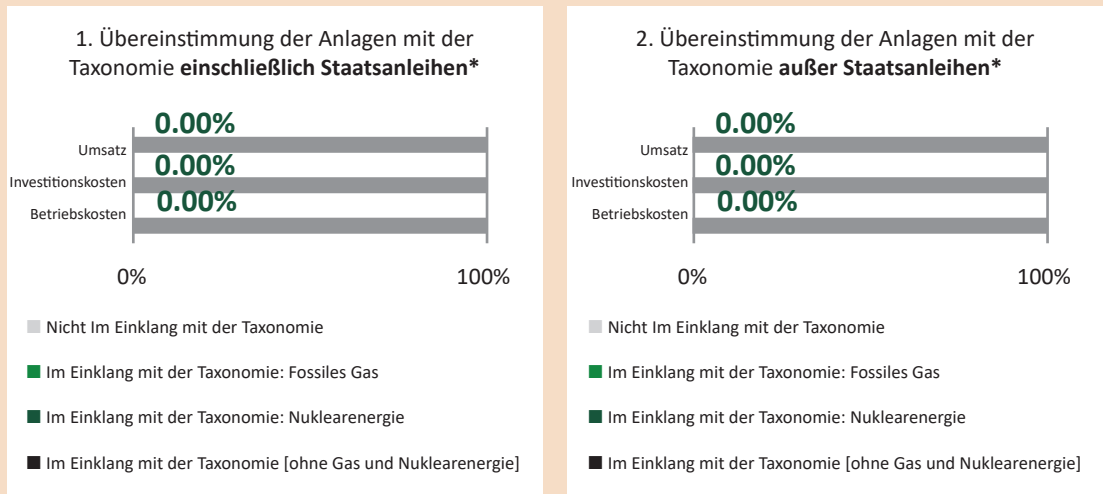 1. Übereinstimmung der Anlagen mit der
Taxonomie einschließlich Staatsanleihen*
0.00%
Umsatz
0.00%
Investitionskosten
0.00%
Betriebskosten
0%
100%
Nicht Im Einklang mit der Taxonomie
Im Einklang mit der Taxonomie: Fossiles Gas
Im Einklang mit der Taxonomie: Nuklearenergie
Im Einklang mit der Taxonomie [ohne Gas und Nuklearenergie]
2. Übereinstimmung der Anlagen mit der
Taxonomie außer Staatsanleihen*
0.00%
Umsatz
0.00%
Investitionskosten
0.00%
Betriebskosten
0%
100%
Nicht Im Einklang mit der Taxonomie
Im Einklang mit der Taxonomie: Fossiles Gas
Im Einklang mit der Taxonomie: Nuklearenergie
Im Einklang mit der Taxonomie [ohne Gas und Nuklearenergie]